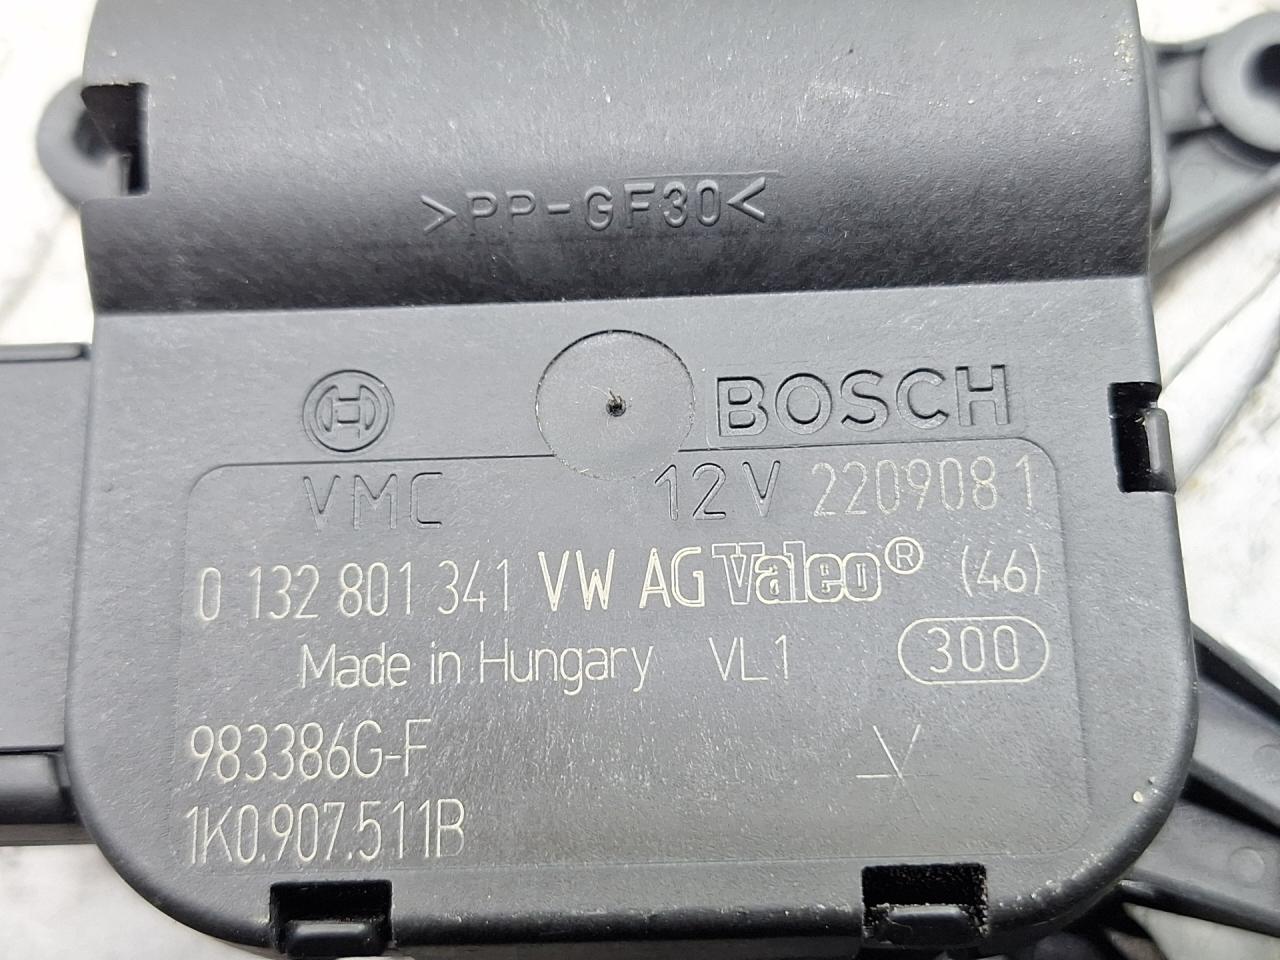 >PP-GF30<
BOSCH
VMC 12V 2209081
0 132 801 341 VW AG Valeo® (46)
Made in Hungary VL1 300
983386G-F
1K0.907.511B